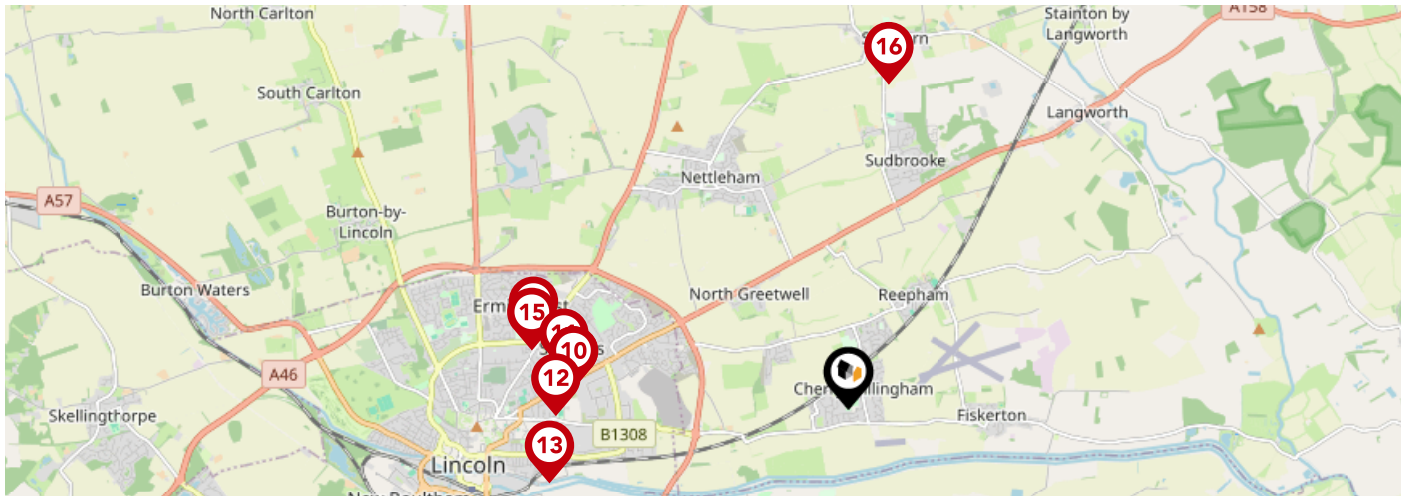 North Carlton
Stainton by
Langworth
A158
16
South Carlton
Langworth
Sudbrooke
Nettleham
A57
Burton-by-
Lincoln
Burton Waters
North Greetwell
Reepham
15
10
12
A46
Skellingthorpe
Fiskerton
B1308
13
Lincoln